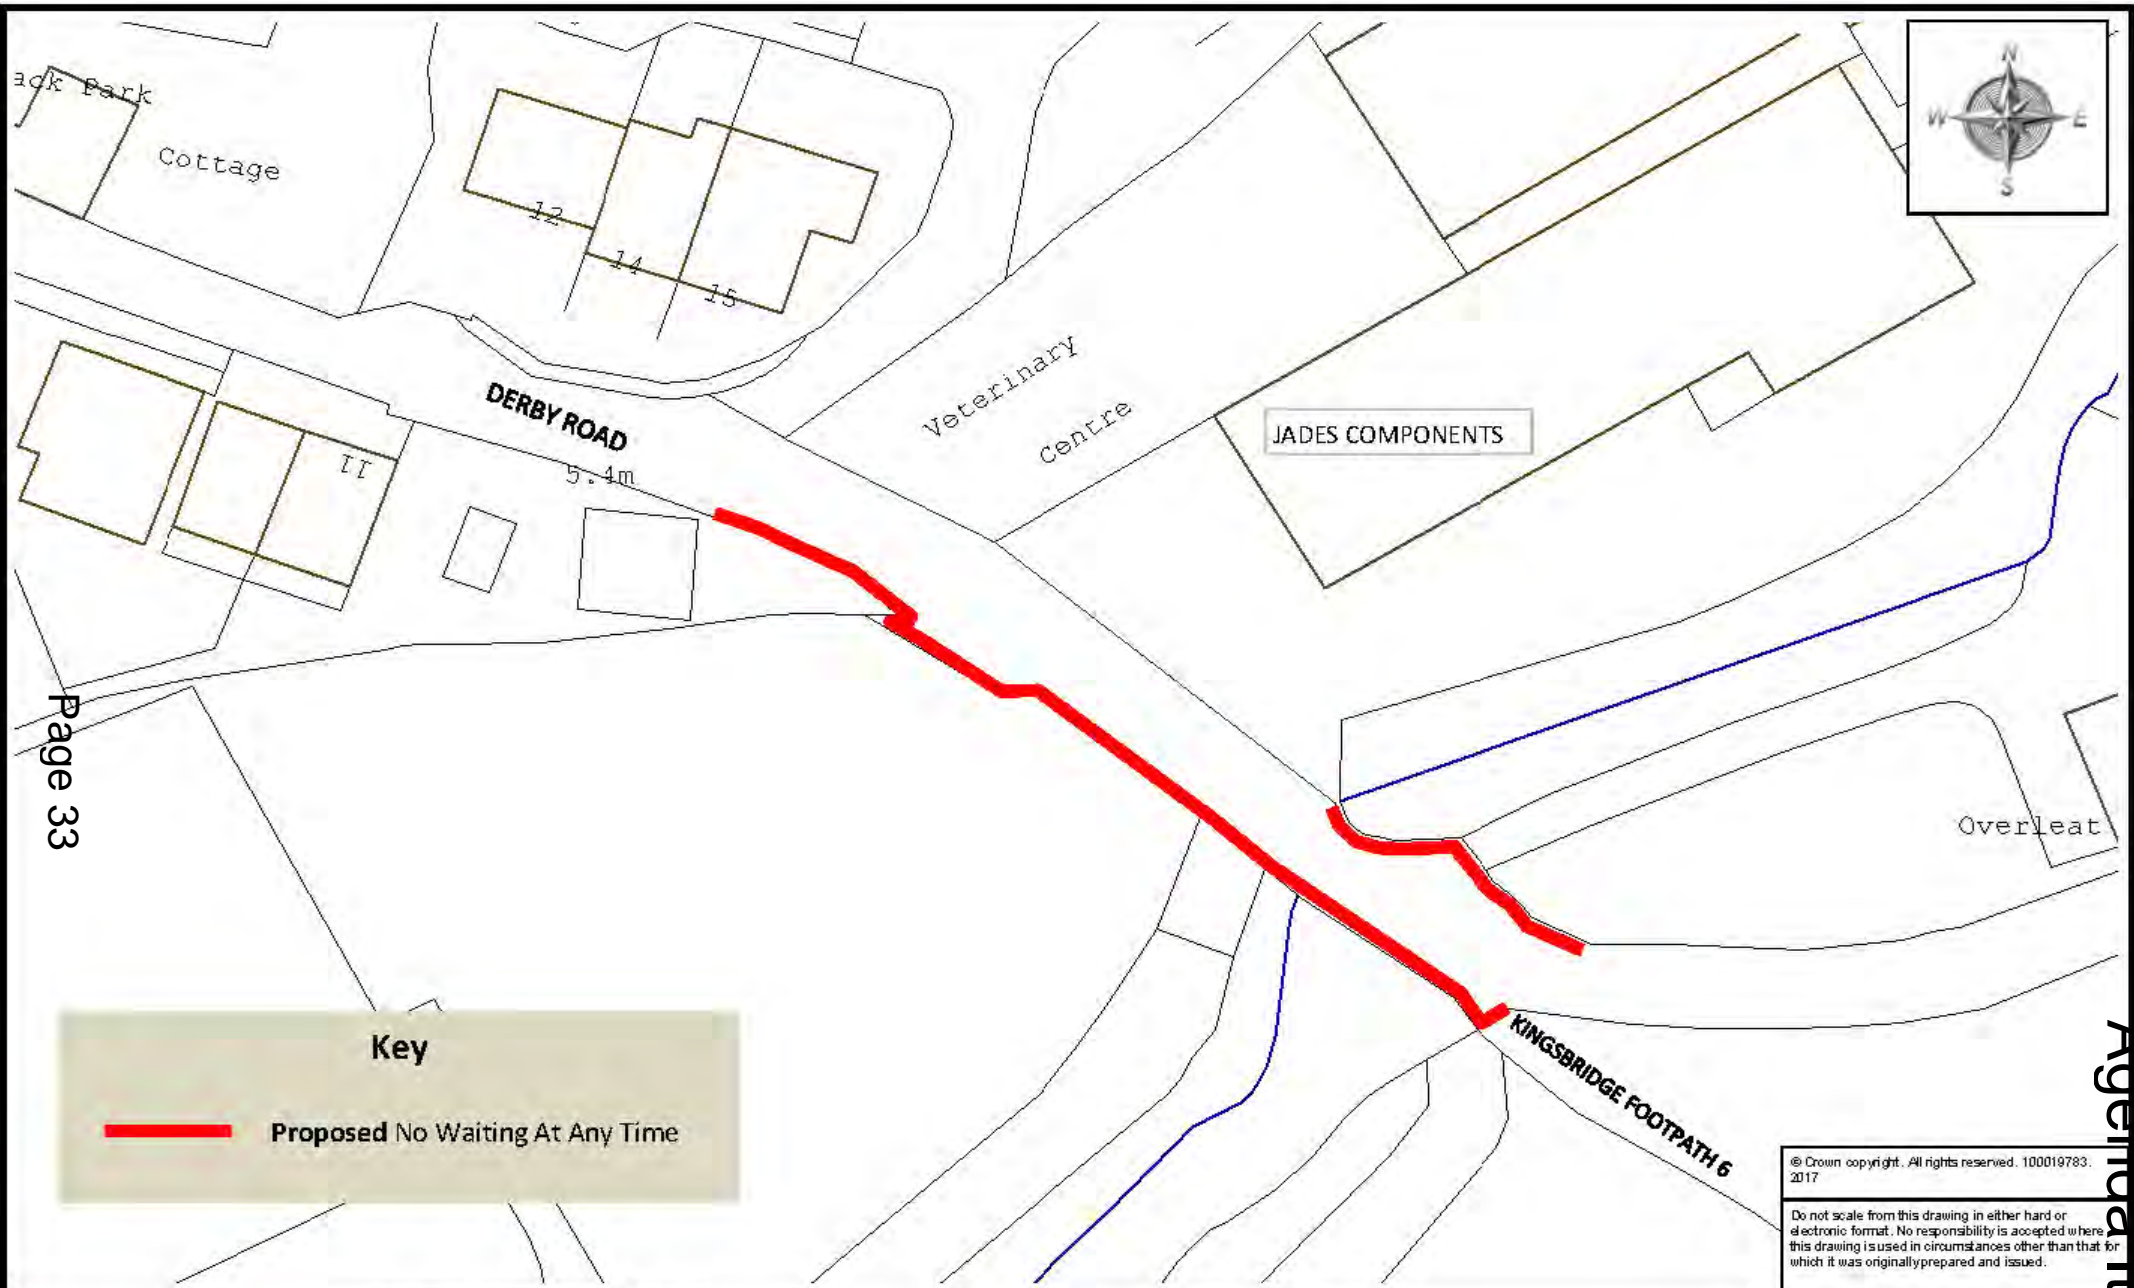 ack Park
Cottage
12
14
15
N
W
E
S
DERBY ROAD
5.4m
11
Veterinary
Centre
JADES COMPONENTS
Overleat
Page 33
Key
Proposed No Waiting At Any Time
KINGSBRIDGE FOOTPATH 6
© Crown copyright. All rights reserved. 100019783.
2017
Do not scale from this drawing in either hard or
electronic format. No responsibility is accepted where
this drawing is used in circumstances other than that for
which it was originally prepared and issued.
Agenda It